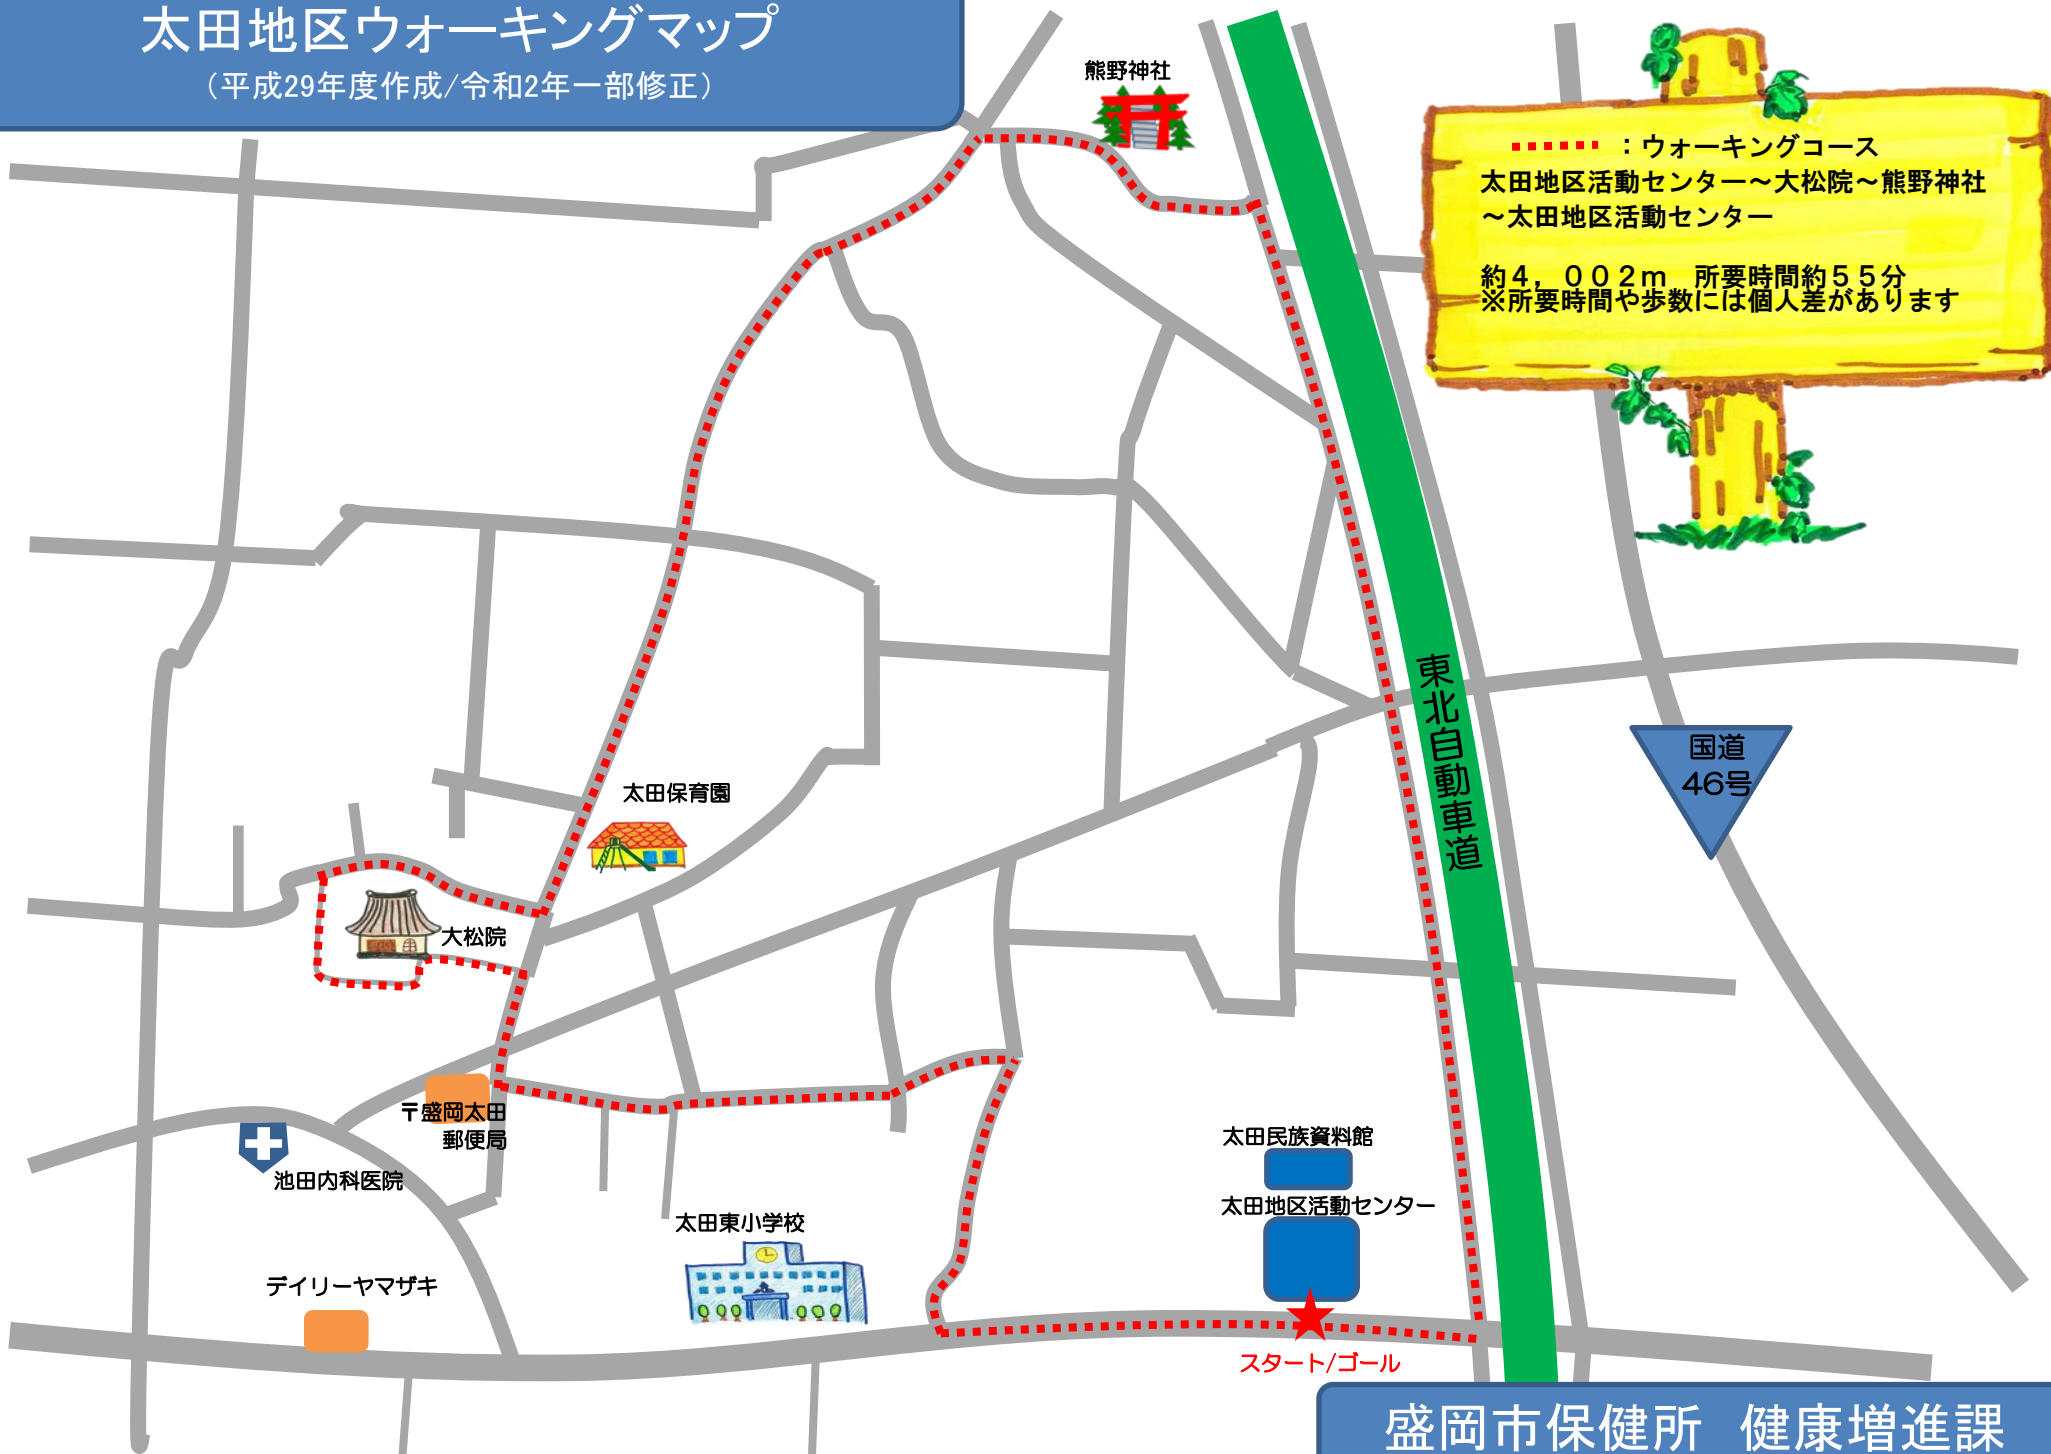 太田地区ウォーキングマップ
（平成29年度作成/令和2年一部修正）
熊野神社
：ウォーキングコース
太田地区活動センター～大松院～熊野神社
～太田地区活動センター
約４，００２ｍ　所要時間約５５分
※所要時間や歩数には個人差があります
東北自動車道
国道
46号
太田保育園
大松院
〒盛岡太田
郵便局
池田内科医院
太田民族資料館
太田地区活動センター
太田東小学校
デイリーヤマザキ
スタート/ゴール
盛岡市保健所　健康増進課